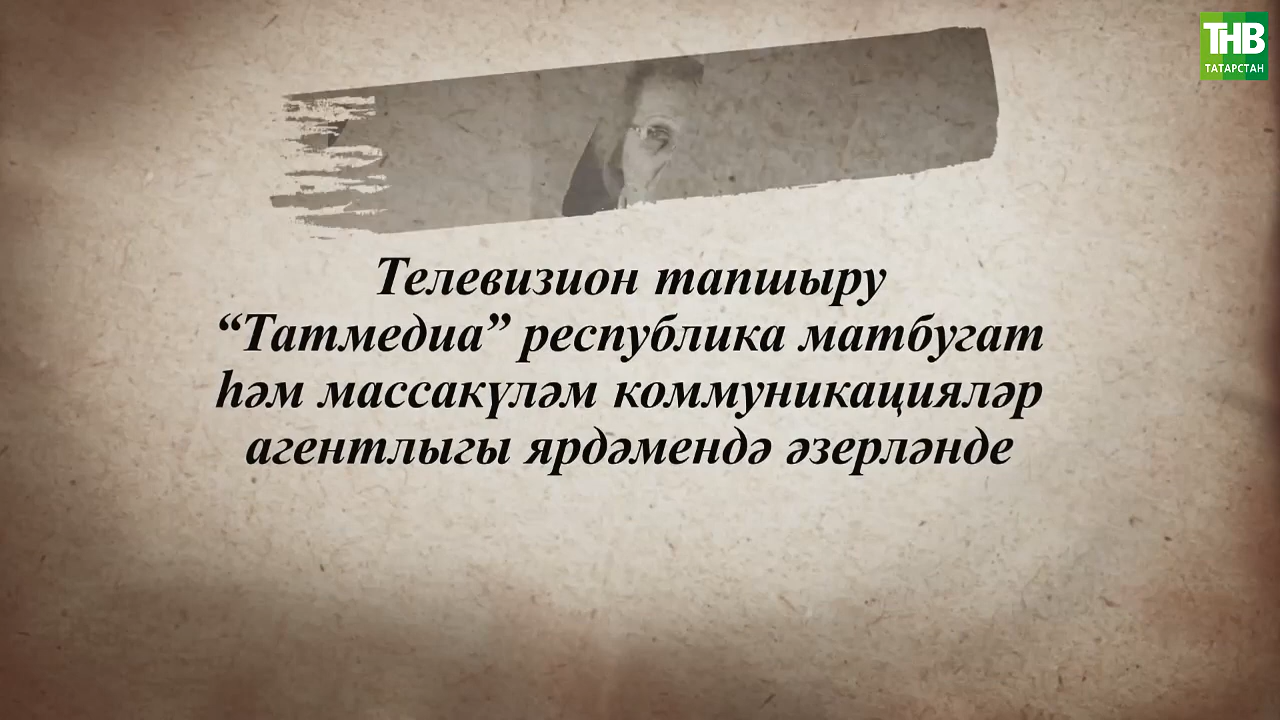 ТНВ
ТАТАРСТАН
Телевизион тапшыру
“Татмедиа” республика матбугат
һәм массакүләм коммуникацияләр
агентлыгы ярдәмендә әзерләнде